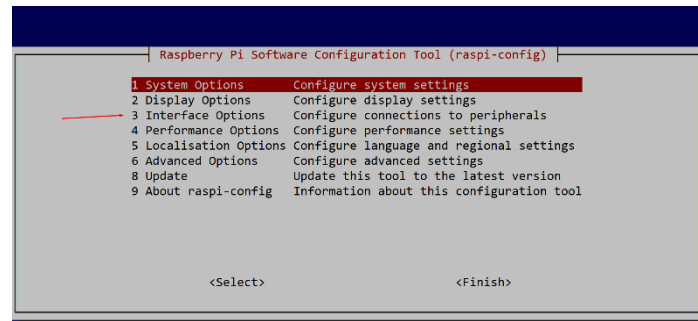 Raspberry Pi Software Configuration Tool (raspi-config)
1 System Options Configure system settings
2 Display Options Configure display settings
3 Interface Options Configure connections to peripherals
4 Performance Options Configure performance settings
5 Localisation Options Configure language and regional settings
6 Advanced Options Configure advanced settings
8 Update Update this tool to the latest version
9 About raspi-config Information about this configuration tool
<Select> <Finish>